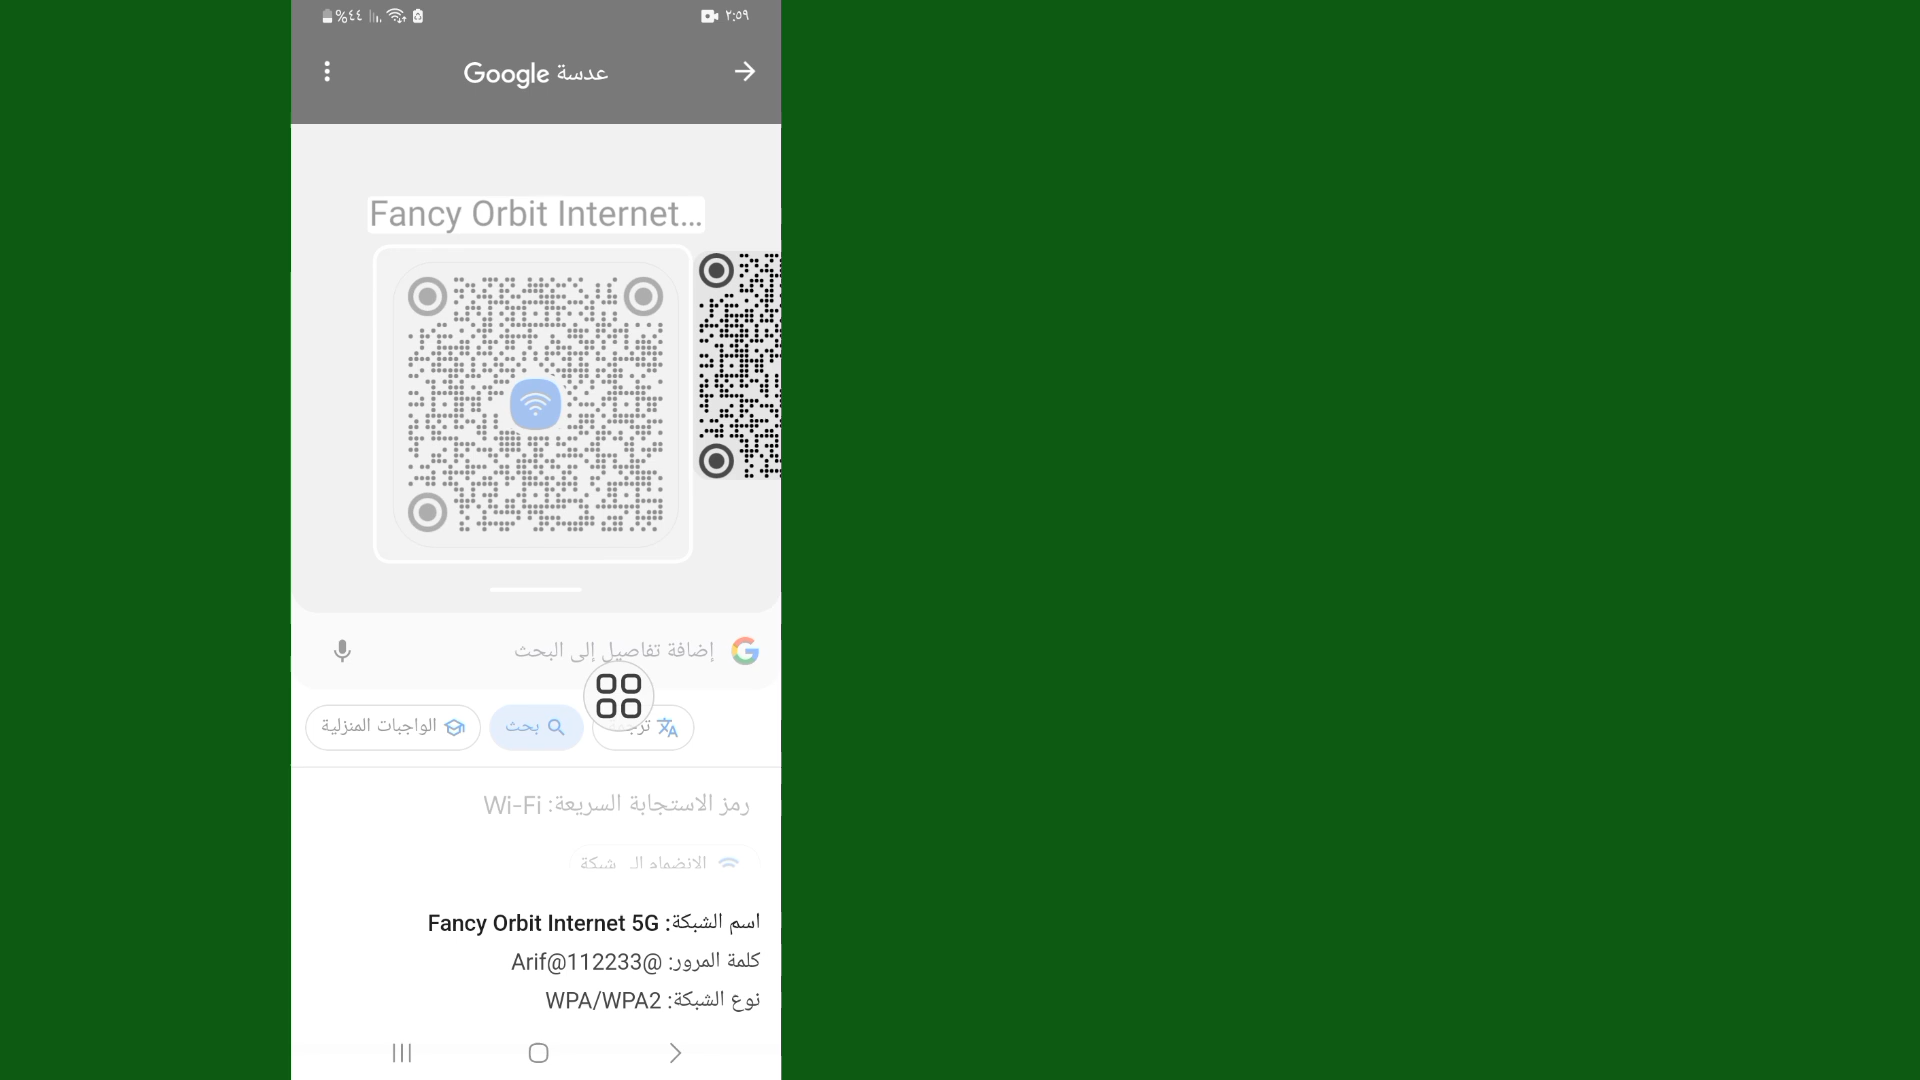 ٢:٥٩
%٤٤
عدسة Google
Fancy Orbit Internet...
إضافة تفاصيل إلى البحث
بحث
الواجبات المنزلية
رمز الاستجابة السريعة: Wi-Fi
شبكة
اسم الشبكة: Fancy Orbit Internet 5G
كلمة المرور: Arif@112233@
نوع الشبكة: WPA/WPA2